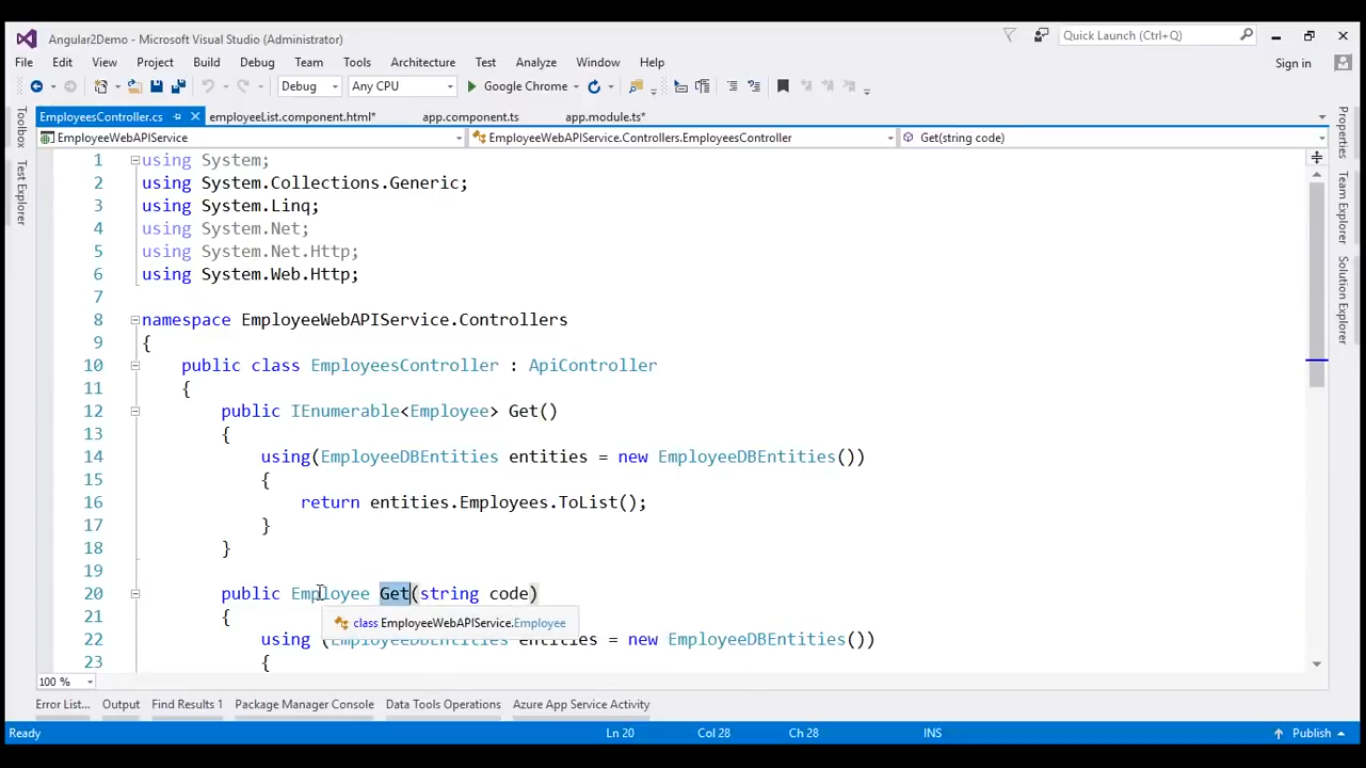 Angular2Demo - Microsoft Visual Studio (Administrator)
Quick Launch (Ctrl+Q)
File Edit View Project Build Debug Team Tools Architecture Test Analyze Window Help
Sign in
Debug Any CPU Google Chrome
EmployeesController.cs employeeList.component.html* app.component.ts app.module.ts*
EmployeeWebAPIService EmployeeWebAPIService.Controllers.EmployeesController Get(string code)
Toolbox
Test Explorer
Properties
Team Explorer
Solution Explorer
1 using System;
2 using System.Collections.Generic;
3 using System.Linq;
4 using System.Net;
5 using System.Net.Http;
6 using System.Web.Http;
7
8 namespace EmployeeWebAPIService.Controllers
9 {
10 public class EmployeesController : ApiController
11 {
12 public IEnumerable<Employee> Get()
13 {
14 using(EmployeeDBEntities entities = new EmployeeDBEntities())
15 {
16 return entities.Employees.ToList();
17 }
18 }
19
20 public Employee Get(string code)
21 {
class EmployeeWebAPIService.Employee
22 using (EmployeeDBEntities entities = new EmployeeDBEntities())
23 {
100 %
Error List... Output Find Results 1 Package Manager Console Data Tools Operations Azure App Service Activity
Ready Ln 20 Col 28 Ch 28 INS Publish